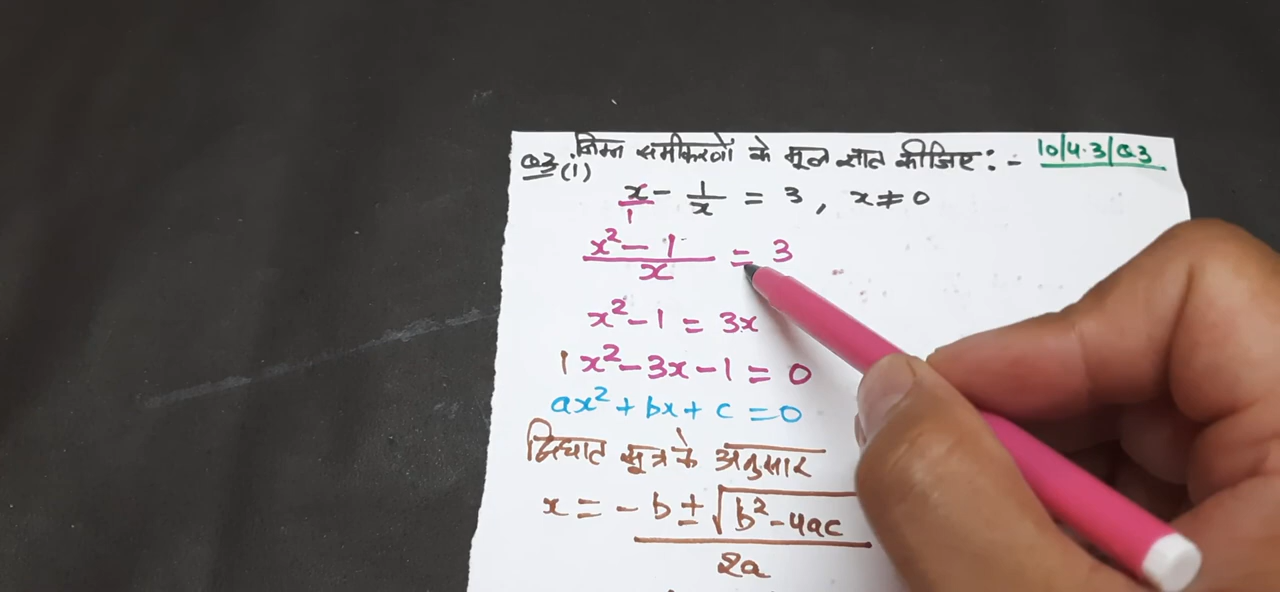 Q3 निम्न समीकरणों के मूल ज्ञात कीजिए:- 10/4.3/Q3
(1)
x/1 - 1/x = 3, x ≠ 0
(x² - 1)/x = 3
x² - 1 = 3x
1x² - 3x - 1 = 0
ax² + bx + c = 0
द्विघात सूत्र के अनुसार
x = -b ± √(b² - 4ac) / 2a